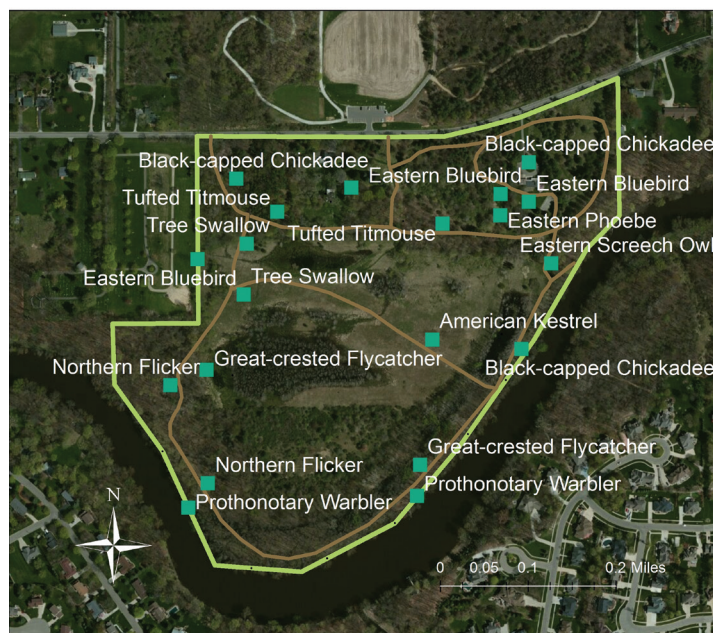 Black-capped Chickadee
Black-capped Chickadee
Eastern Bluebird
Eastern Bluebird
Tufted Titmouse
Tree Swallow
Tufted Titmouse
Eastern Phoebe
Eastern Screech Owl
Eastern Bluebird
Tree Swallow
American Kestrel
Northern Flicker
Great-crested Flycatcher
Black-capped Chickadee
Great-crested Flycatcher
Northern Flicker
Prothonotary Warbler
Prothonotary Warbler
N
0 0.05 0.1 0.2 Miles